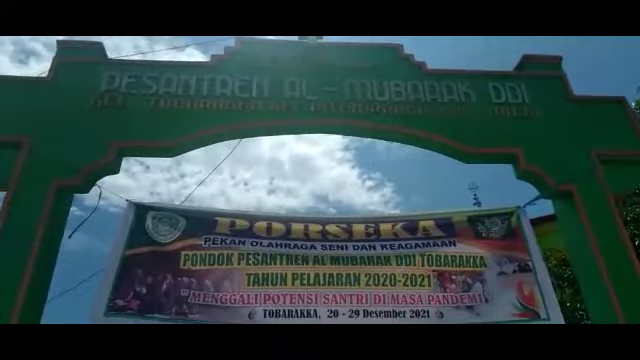 PESANTREN AL-MUBARAK DDI
PORSEKA
PEKAN OLAHRAGA SENI DAN KEAGAMAAN
PONDOK PESANTREN AL MUBARAK DDI TOBARAKKA
TAHUN PELAJARAN 2020-2021
"MENGGALI POTENSI SANTRI DI MASA PANDEMI"
TOBARAKKA, 20 - 29 Desember 2021